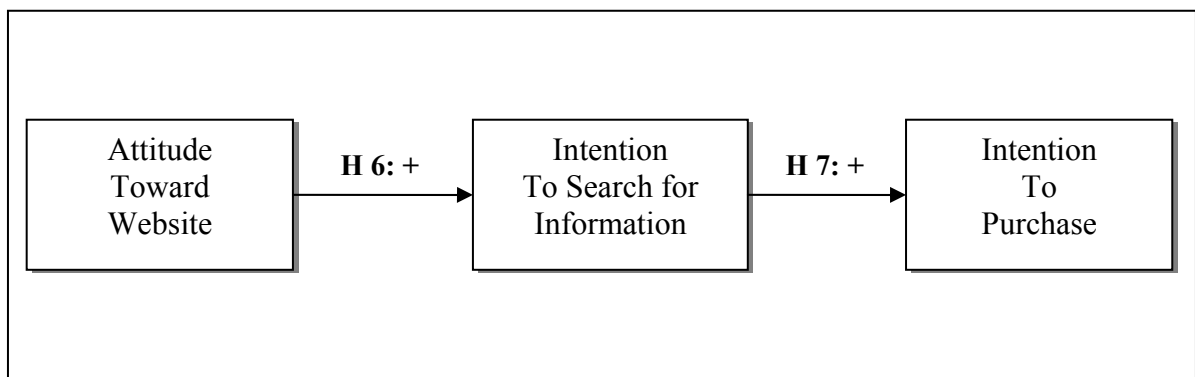 Attitude
Toward
Website
H 6: +
Intention
To Search for
Information
H 7: +
Intention
To
Purchase